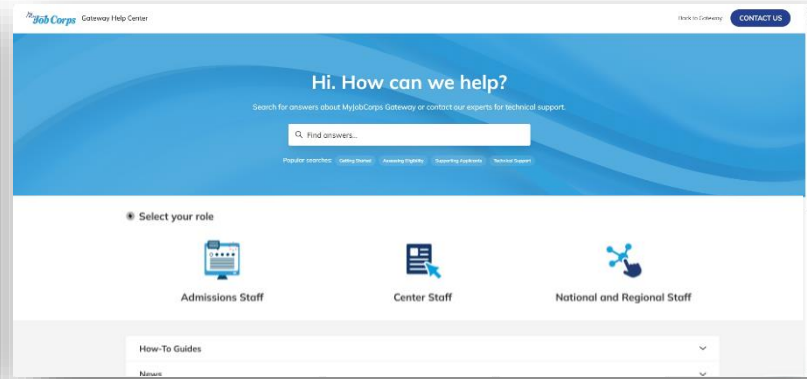 My Job Corps Gateway Help Center
Back to Gateway CONTACT US
Hi. How can we help?
Search for answers about MyJobCorps Gateway or contact our experts for technical support.
Find answers...
Popular searches: Getting Started Assessing Eligibility Supporting Applicants Technical Support
Select your role
Admissions Staff Center Staff National and Regional Staff
How-To Guides
News